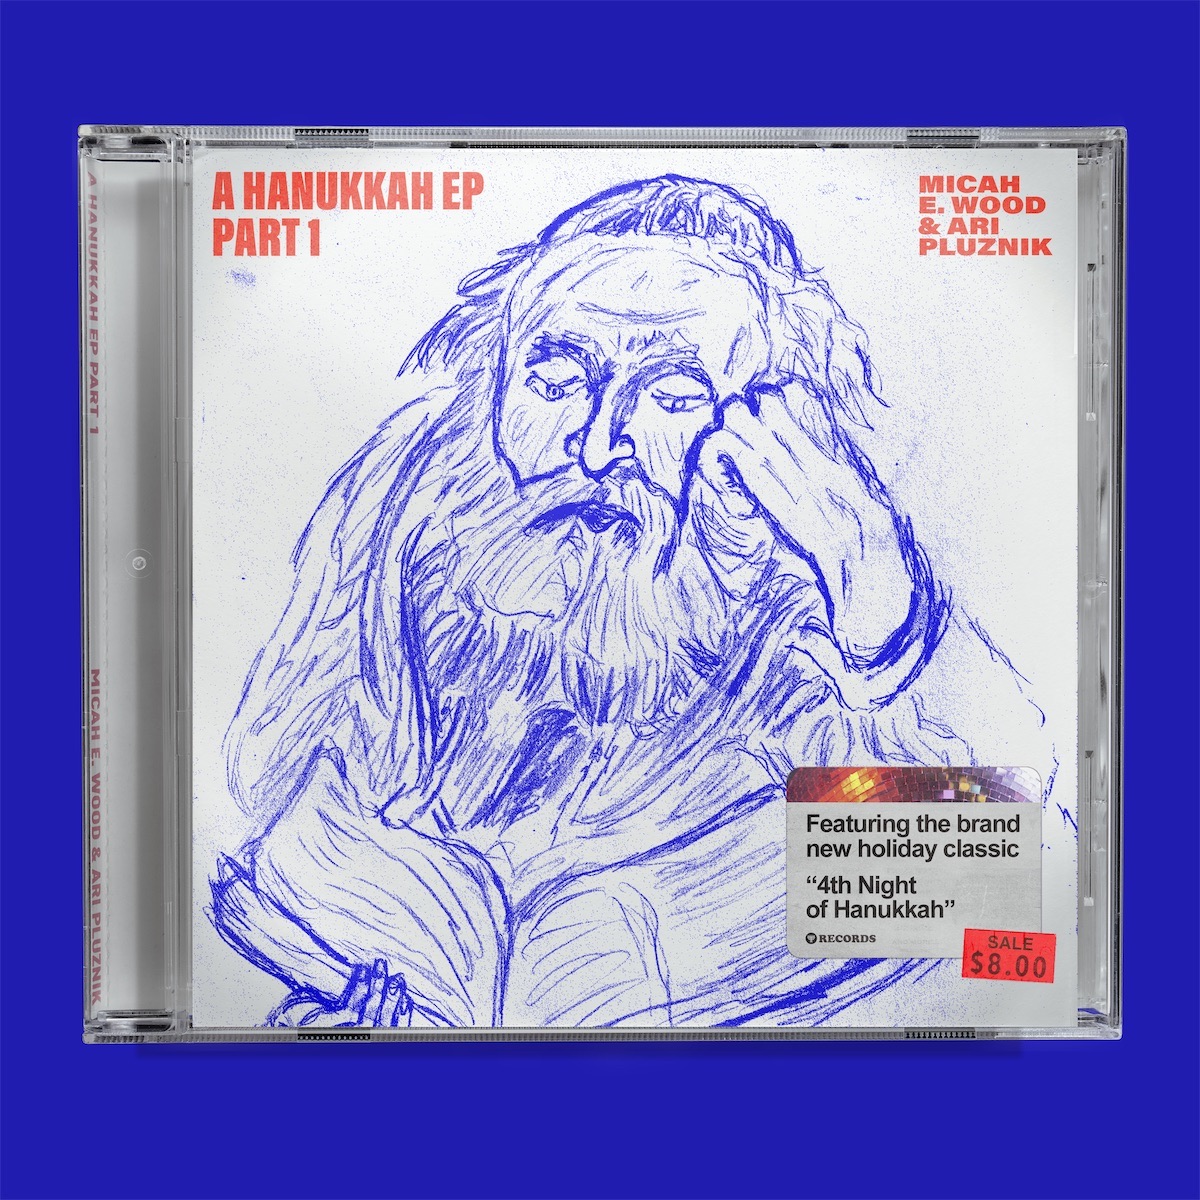 A HANUKKAH EP
PART 1
MICAH
E. WOOD
& ARI
PLUZNIK
A HANUKKAH EP PART 1
MICAH E. WOOD & ARI PLUZNIK
Featuring the brand
new holiday classic
“4th Night
of Hanukkah”
RECORDS
SALE
$8.00